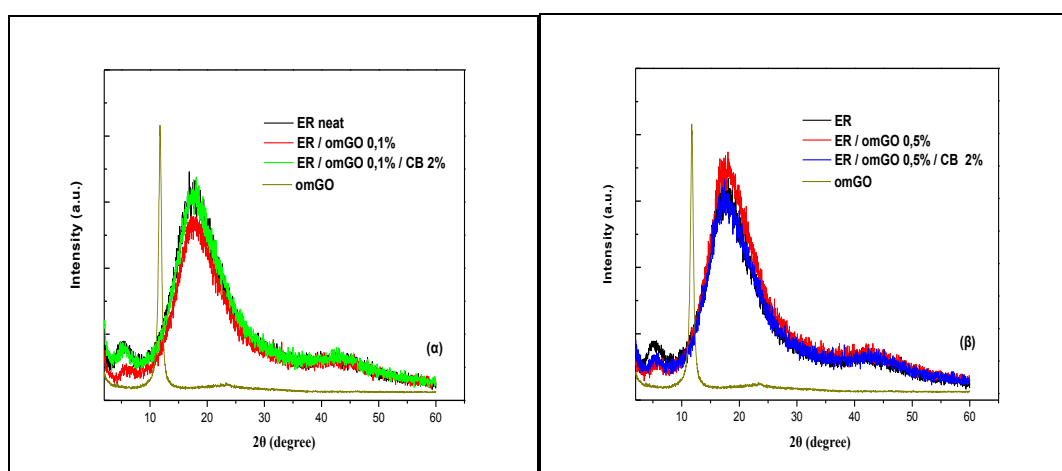 ER neat
ER / omGO 0,1%
ER / omGO 0,1% / CB 2%
omGO
Intensity (a.u.)
(α)
10 20 30 40 50 60
2θ (degree)
ER
ER / omGO 0,5%
ER / omGO 0,5% / CB 2%
omGO
Intensity (a.u.)
(β)
10 20 30 40 50 60
2θ (degree)